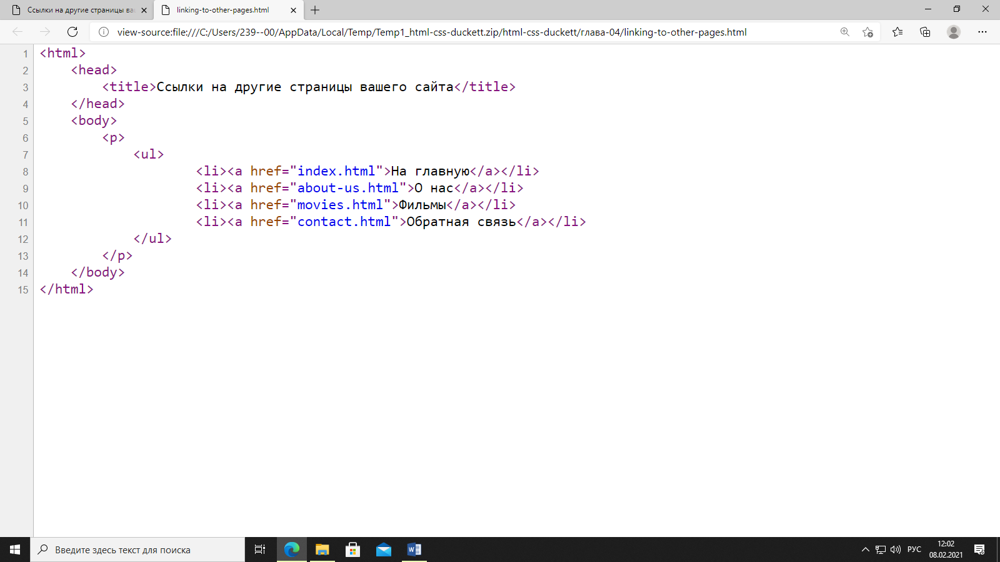 Ссылки на другие страницы ва
linking-to-other-pages.html
view-source:file:///C:/Users/239--00/AppData/Local/Temp/Temp1_html-css-duckett.zip/html-css-duckett/глава-04/linking-to-other-pages.html
1 <html>
2 <head>
3 <title>Ссылки на другие страницы вашего сайта</title>
4 </head>
5 <body>
6 <p>
7 <ul>
8 <li><a href="index.html">На главную</a></li>
9 <li><a href="about-us.html">О нас</a></li>
10 <li><a href="movies.html">Фильмы</a></li>
11 <li><a href="contact.html">Обратная связь</a></li>
12 </ul>
13 </p>
14 </body>
15 </html>
Введите здесь текст для поиска
РУС
12:02
08.02.2021